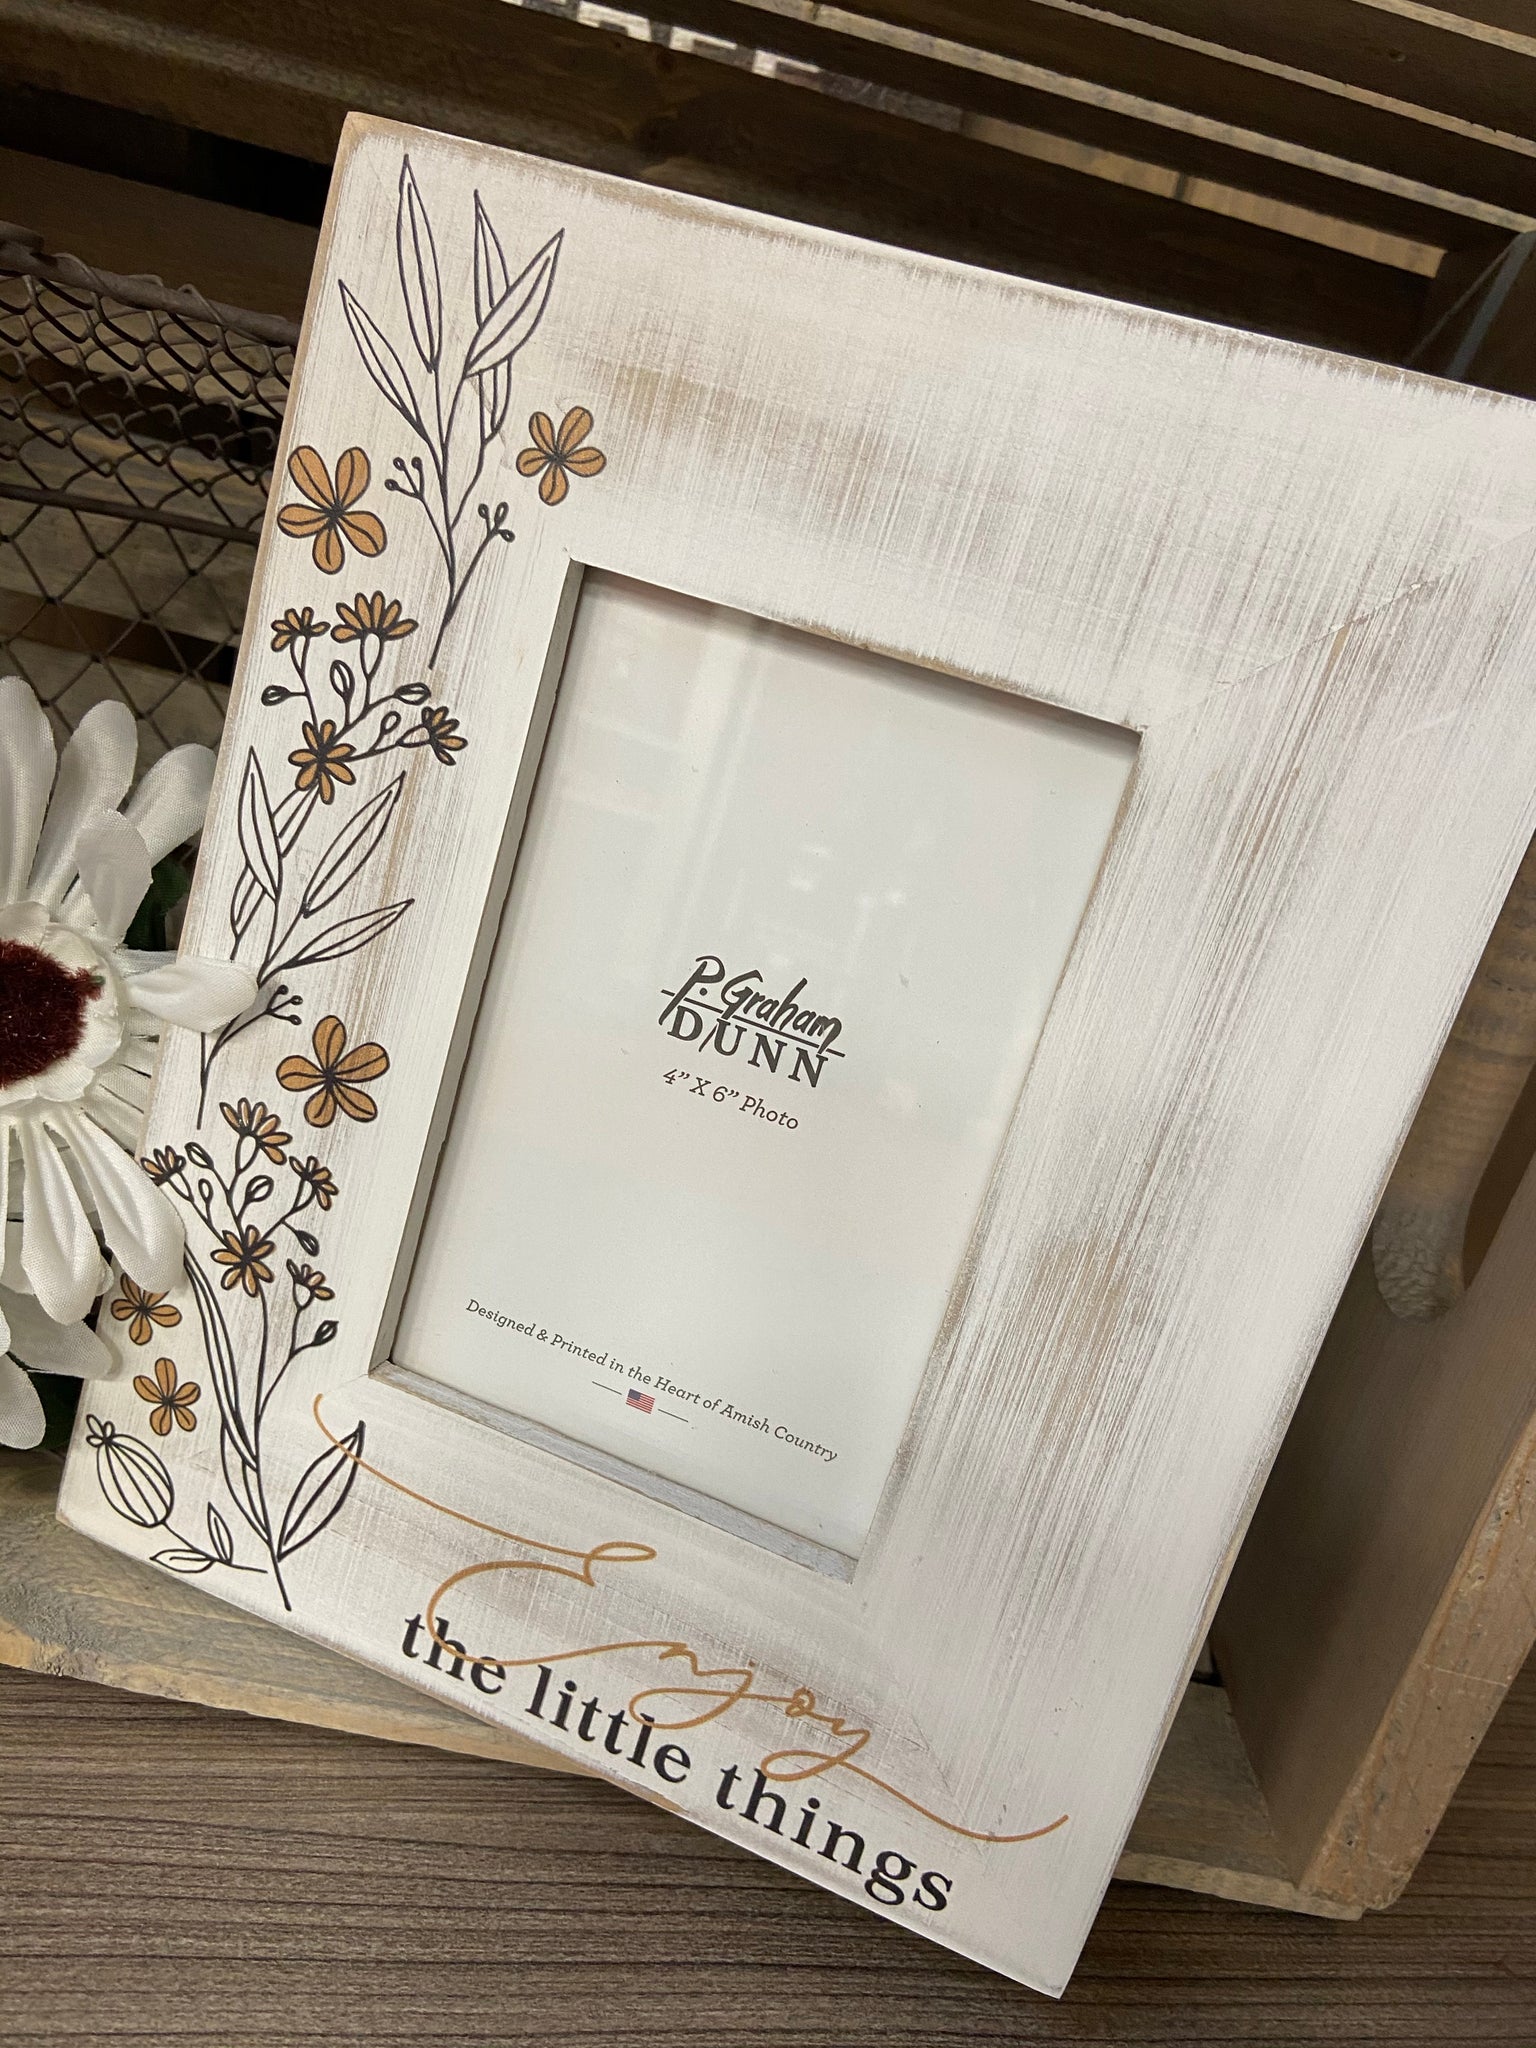 P. Graham
DUNN
4” X 6” Photo
Designed & Printed in the Heart of Amish Country
Enjoy
the little things